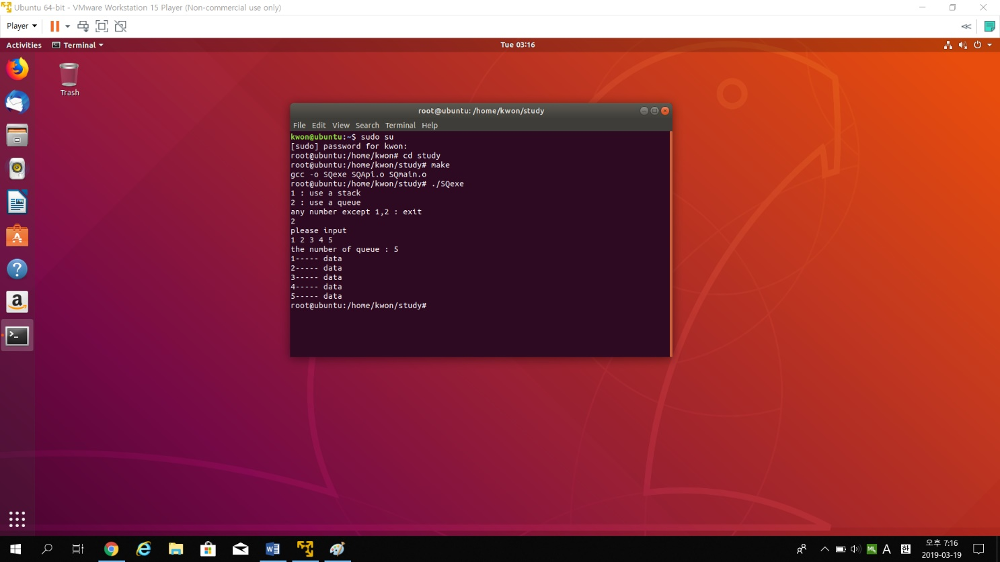 Ubuntu 64-bit - VMware Workstation 15 Player (Non-commercial use only)
Player
Activities
Terminal
Tue 03:16
Trash
root@ubuntu: /home/kwon/study
File Edit View Search Terminal Help
kwon@ubuntu:~$ sudo su
[sudo] password for kwon:
root@ubuntu:/home/kwon# cd study
root@ubuntu:/home/kwon/study# make
gcc -o SQexe SQApi.o SQmain.o
root@ubuntu:/home/kwon/study# ./SQexe
1 : use a stack
2 : use a queue
any number except 1,2 : exit
2
please input
1 2 3 4 5
the number of queue : 5
1----- data
2----- data
3----- data
4----- data
5----- data
root@ubuntu:/home/kwon/study#
A
한
오후 7:16
2019-03-19